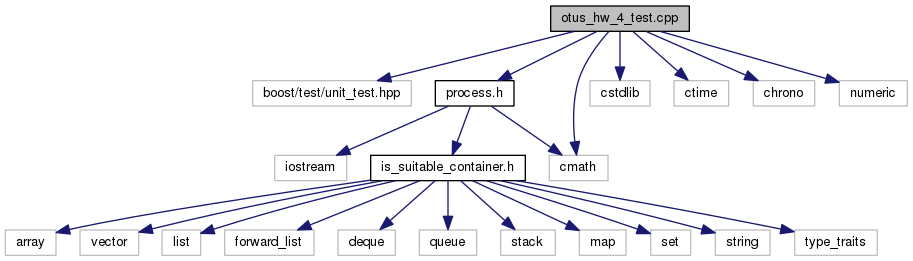 otus_hw_4_test.cpp
boost/test/unit_test.hpp
process.h
cstdlib
ctime
chrono
numeric
iostream
is_suitable_container.h
cmath
array
vector
list
forward_list
deque
queue
stack
map
set
string
type_traits